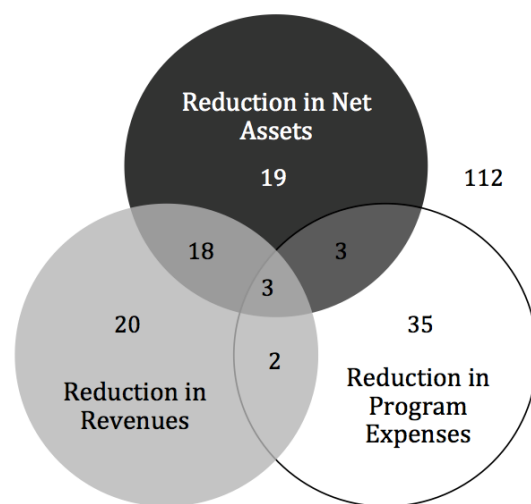 Reduction in Net
Assets
19
112
18
3
3
20
35
2
Reduction in
Revenues
Reduction in
Program
Expenses